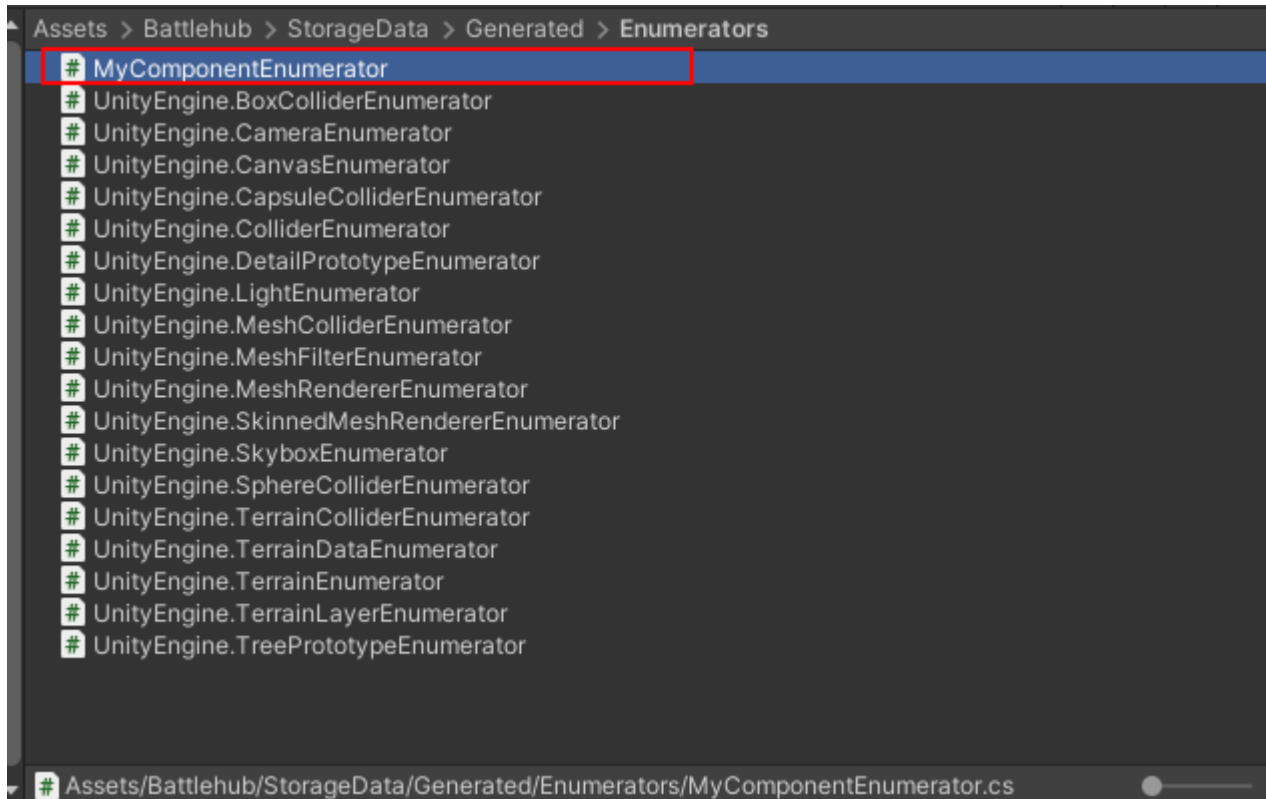 Assets > Battlehub > StorageData > Generated > Enumerators
# MyComponentEnumerator
# UnityEngine.BoxColliderEnumerator
# UnityEngine.CameraEnumerator
# UnityEngine.CanvasEnumerator
# UnityEngine.CapsuleColliderEnumerator
# UnityEngine.ColliderEnumerator
# UnityEngine.DetailPrototypeEnumerator
# UnityEngine.LightEnumerator
# UnityEngine.MeshColliderEnumerator
# UnityEngine.MeshFilterEnumerator
# UnityEngine.MeshRendererEnumerator
# UnityEngine.SkinnedMeshRendererEnumerator
# UnityEngine.SkyboxEnumerator
# UnityEngine.SphereColliderEnumerator
# UnityEngine.TerrainColliderEnumerator
# UnityEngine.TerrainDataEnumerator
# UnityEngine.TerrainEnumerator
# UnityEngine.TerrainLayerEnumerator
# UnityEngine.TreePrototypeEnumerator
# Assets/Battlehub/StorageData/Generated/Enumerators/MyComponentEnumerator.cs